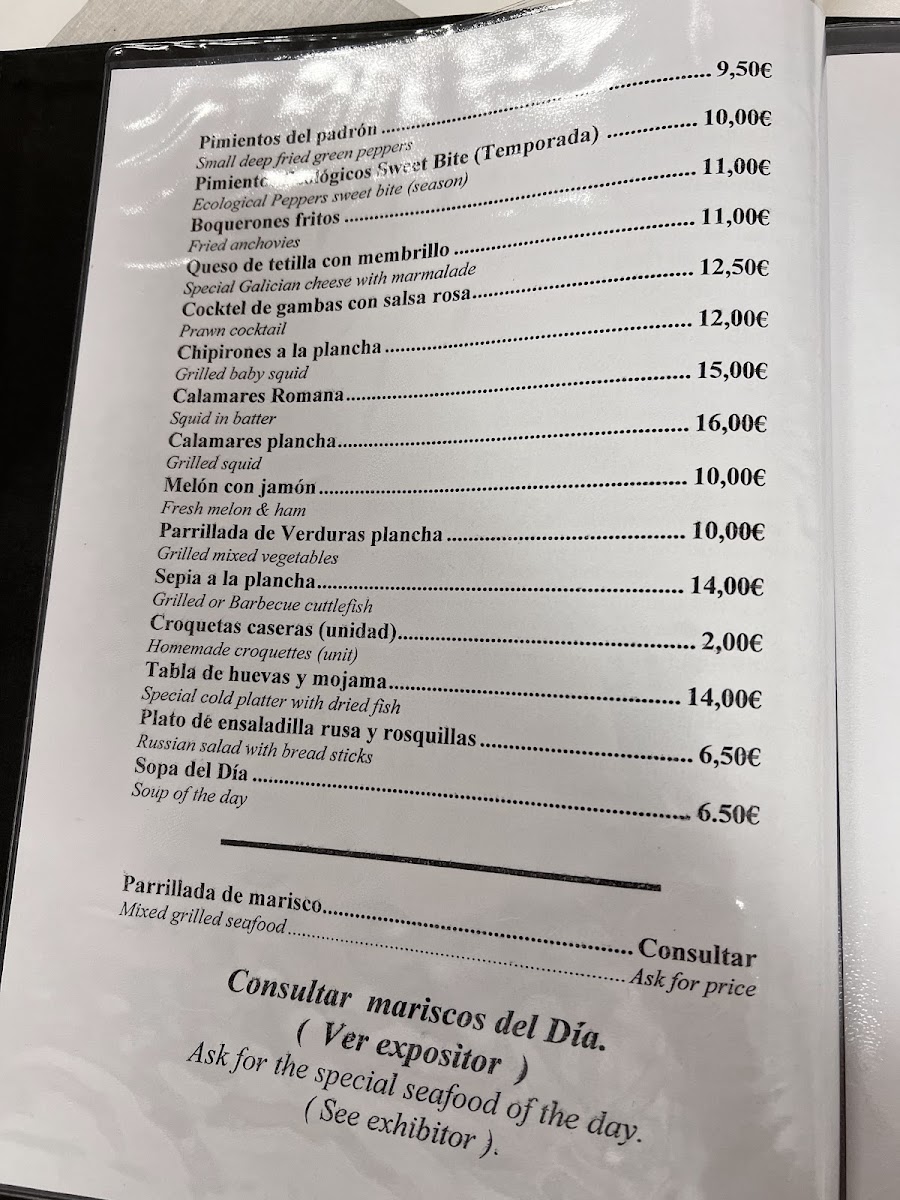 Pimientos del padrón ........ 9,50€
Small deep fried green peppers
Sweet Bite (Temporada) ........ 10,00€
Ecological Peppers sweet bite (season)
Boquerones fritos ........ 11,00€
Fried anchovies
Queso de tetilla con membrillo ........ 11,00€
Special Galician cheese with marmalade
Cocktel de gambas con salsa rosa ........ 12,50€
Prawn cocktail
Chipirones a la plancha ........ 12,00€
Grilled baby squid
Calamares Romana ........ 15,00€
Squid in batter
Calamares plancha ........ 16,00€
Grilled squid
Melón con jamón ........ 10,00€
Fresh melon & ham
Parrillada de Verduras plancha ........ 10,00€
Grilled mixed vegetables
Sepia a la plancha ........ 14,00€
Grilled or Barbecue cuttlefish
Croquetas caseras (unidad) ........ 2,00€
Homemade croquettes (unit)
Tabla de huevas y mojama ........ 14,00€
Special cold platter with dried fish
Plato de ensaladilla rusa y rosquillas ........ 6,50€
Russian salad with bread sticks
Sopa del Día ........ 6.50€
Soup of the day
Parrillada de marisco ........ Consultar
Mixed grilled seafood ........ Ask for price
Consultar mariscos del Día.
( Ver expositor )
Ask for the special seafood of the day.
( See exhibitor ).